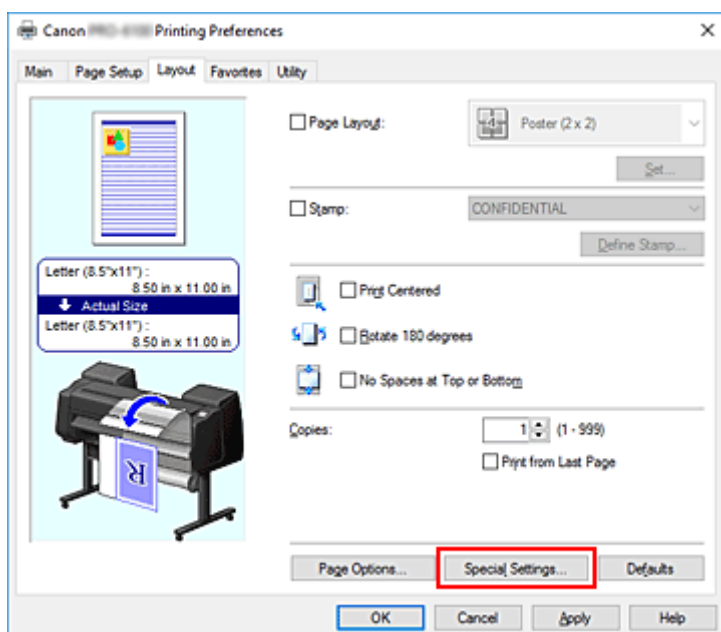 Canon Printing Preferences
Main Page Setup Layout Favorites Utility
Page Layout: Poster (2 x 2)
Set...
Stamp: CONFIDENTIAL
Define Stamp...
Letter (8.5"x11") :
8.50 in x 11.00 in
Actual Size
Letter (8.5"x11") :
8.50 in x 11.00 in
Print Centered
Rotate 180 degrees
No Spaces at Top or Bottom
Copies: 1 (1 - 999)
Print from Last Page
R
Page Options... Special Settings... Defaults
OK Cancel Apply Help